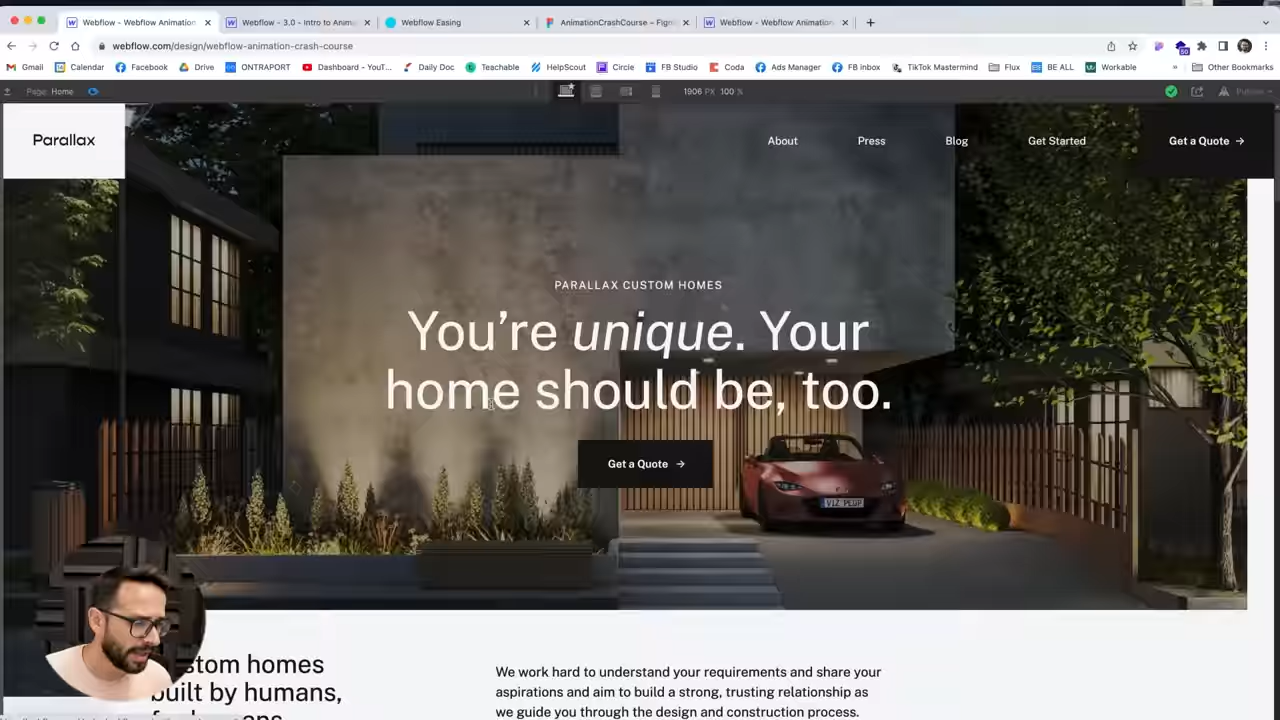 Webflow - Webflow Animation
Webflow - 3.0 - Intro to Anima
Webflow Easing
AnimationCrashCourse – Figm
Webflow - Webflow Animation
webflow.com/design/webflow-animation-crash-course
Gmail
Calendar
Facebook
Drive
ONTRAPORT
Dashboard - YouT...
Daily Doc
Teachable
HelpScout
Circle
FB Studio
Coda
Ads Manager
FB inbox
TikTok Mastermind
Flux
BE ALL
Workable
»
Other Bookmarks
Page: Home
1906 PX 100 %
Publish
Parallax
About
Press
Blog
Get Started
Get a Quote →
PARALLAX CUSTOM HOMES
You're unique. Your
home should be, too.
Get a Quote →
stom homes
built by humans,
We work hard to understand your requirements and share your
aspirations and aim to build a strong, trusting relationship as
we guide you through the design and construction process.